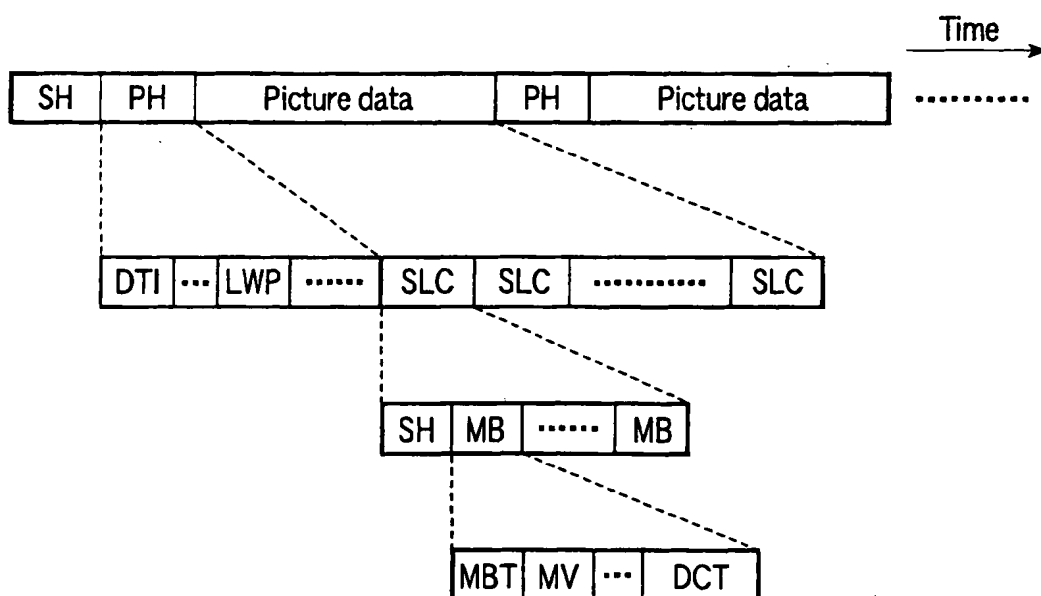 Time
SH PH Picture data PH Picture data ...........
DTI ... LWP ...... SLC SLC ........... SLC
SH MB ...... MB
MBT MV ... DCT